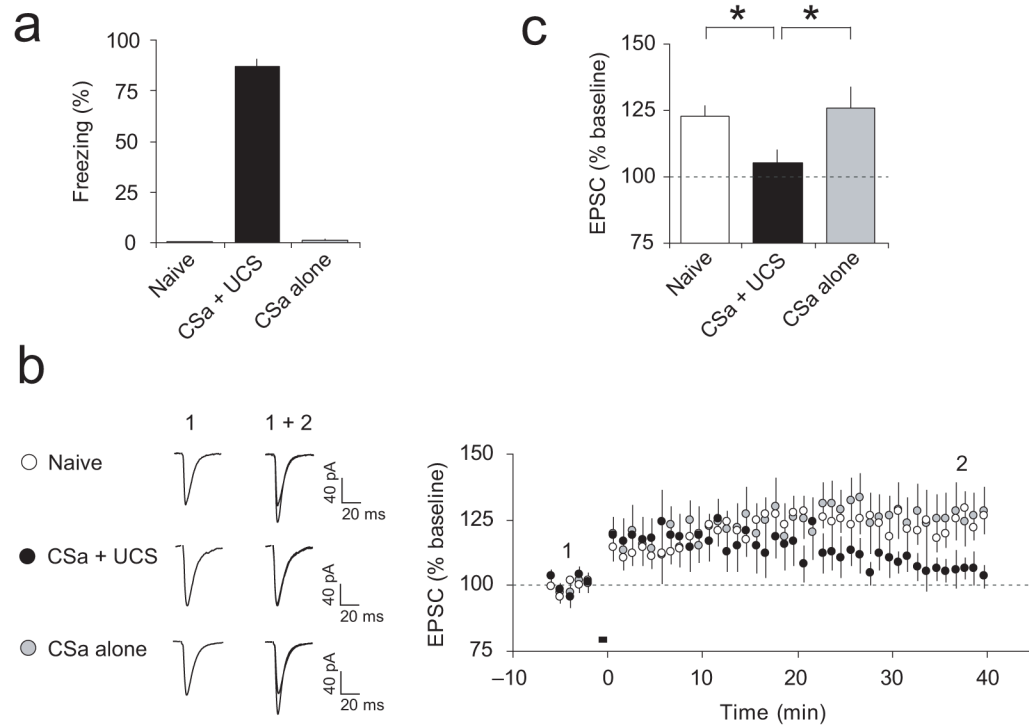 a
100
75
50
25
0
Freezing (%)
Naive
CSa + UCS
CSa alone
c
* *
150
125
100
75
EPSC (% baseline)
Naive
CSa + UCS
CSa alone
b
1 1 + 2
Naive
40 pA
20 ms
CSa + UCS
40 pA
20 ms
CSa alone
40 pA
20 ms
150
125
100
75
EPSC (% baseline)
1
2
–10 0 10 20 30 40
Time (min)